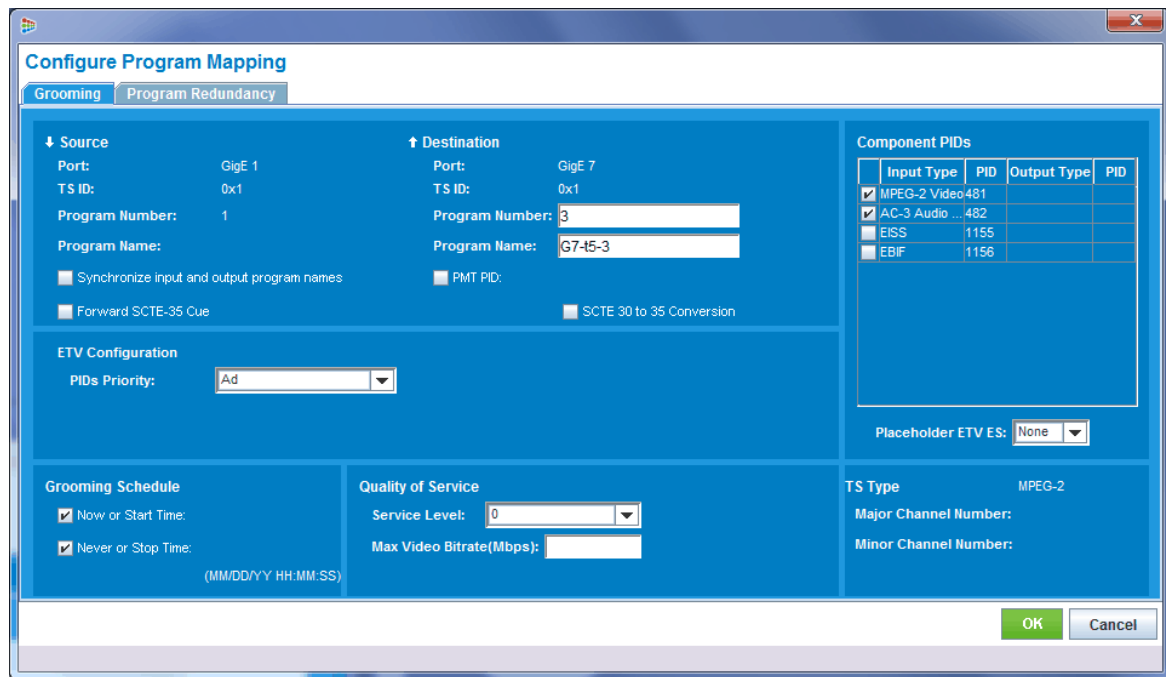 Configure Program Mapping
Grooming Program Redundancy
Source
Port: GigE 1
TS ID: 0x1
Program Number: 1
Program Name:
Synchronize input and output program names
Forward SCTE-35 Cue
Destination
Port: GigE 7
TS ID: 0x1
Program Number: 3
Program Name: G7-t5-3
PMT PID:
SCTE 30 to 35 Conversion
Component PIDs
Input Type PID Output Type PID
MPEG-2 Video 481
AC-3 Audio ... 482
EISS 1155
EBIF 1156
Placeholder ETV ES: None
ETV Configuration
PIDs Priority: Ad
Grooming Schedule
Now or Start Time:
Never or Stop Time:
(MM/DD/YY HH:MM:SS)
Quality of Service
Service Level: 0
Max Video Bitrate(Mbps):
TS Type MPEG-2
Major Channel Number:
Minor Channel Number:
OK Cancel